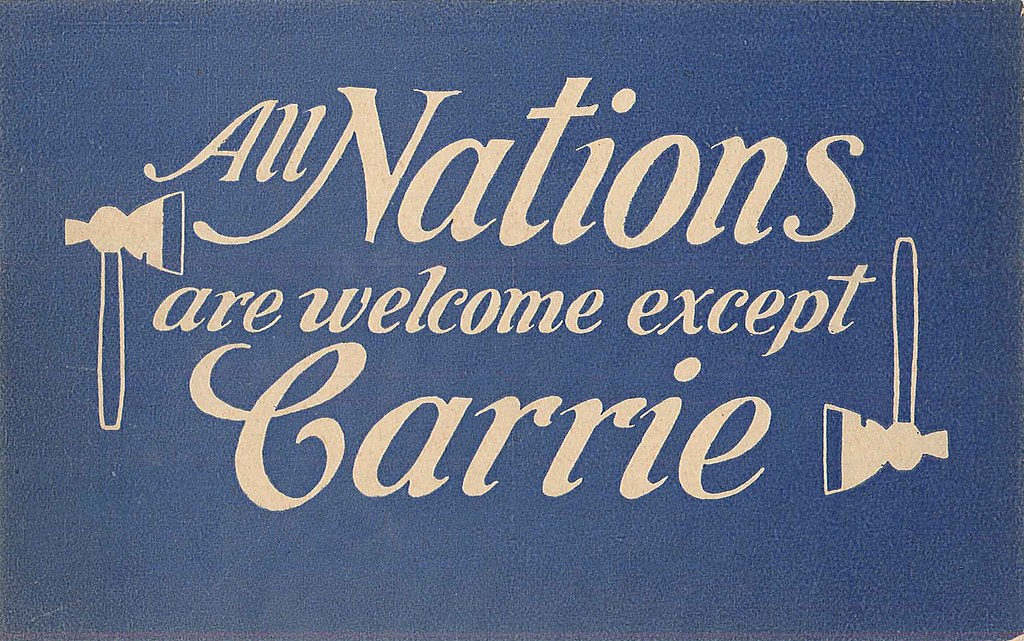 All Nations
are welcome except
Carrie